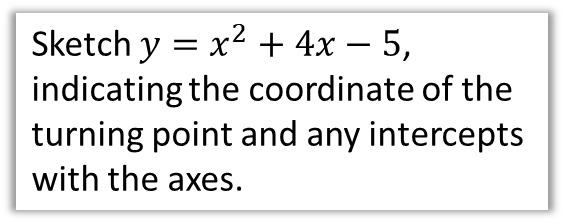 Sketch 𝑦 = 𝑥² + 4𝑥 − 5,
indicating the coordinate of the
turning point and any intercepts
with the axes.